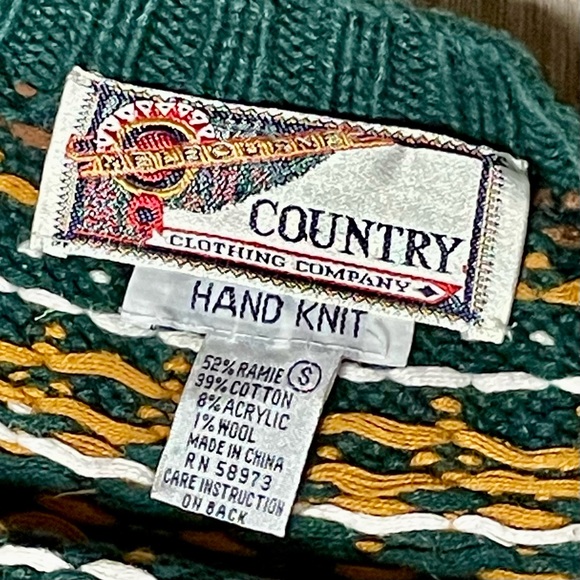 MELBOURNE
COUNTRY
CLOTHING COMPANY
HAND KNIT
S
52% RAMIE
39% COTTON
8% ACRYLIC
1% WOOL
MADE IN CHINA
RN 58973
CARE INSTRUCTION
ON BACK